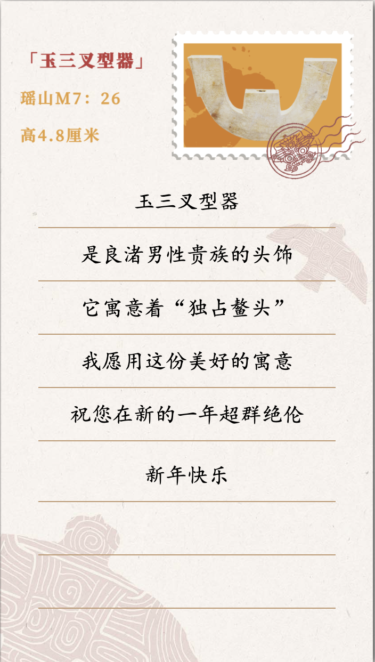 「玉三叉型器」
瑶山M7：26
高4.8厘米
玉三叉型器
是良渚男性贵族的头饰
它寓意着“独占鳌头”
我愿用这份美好的寓意
祝您在新的一年超群绝伦
新年快乐